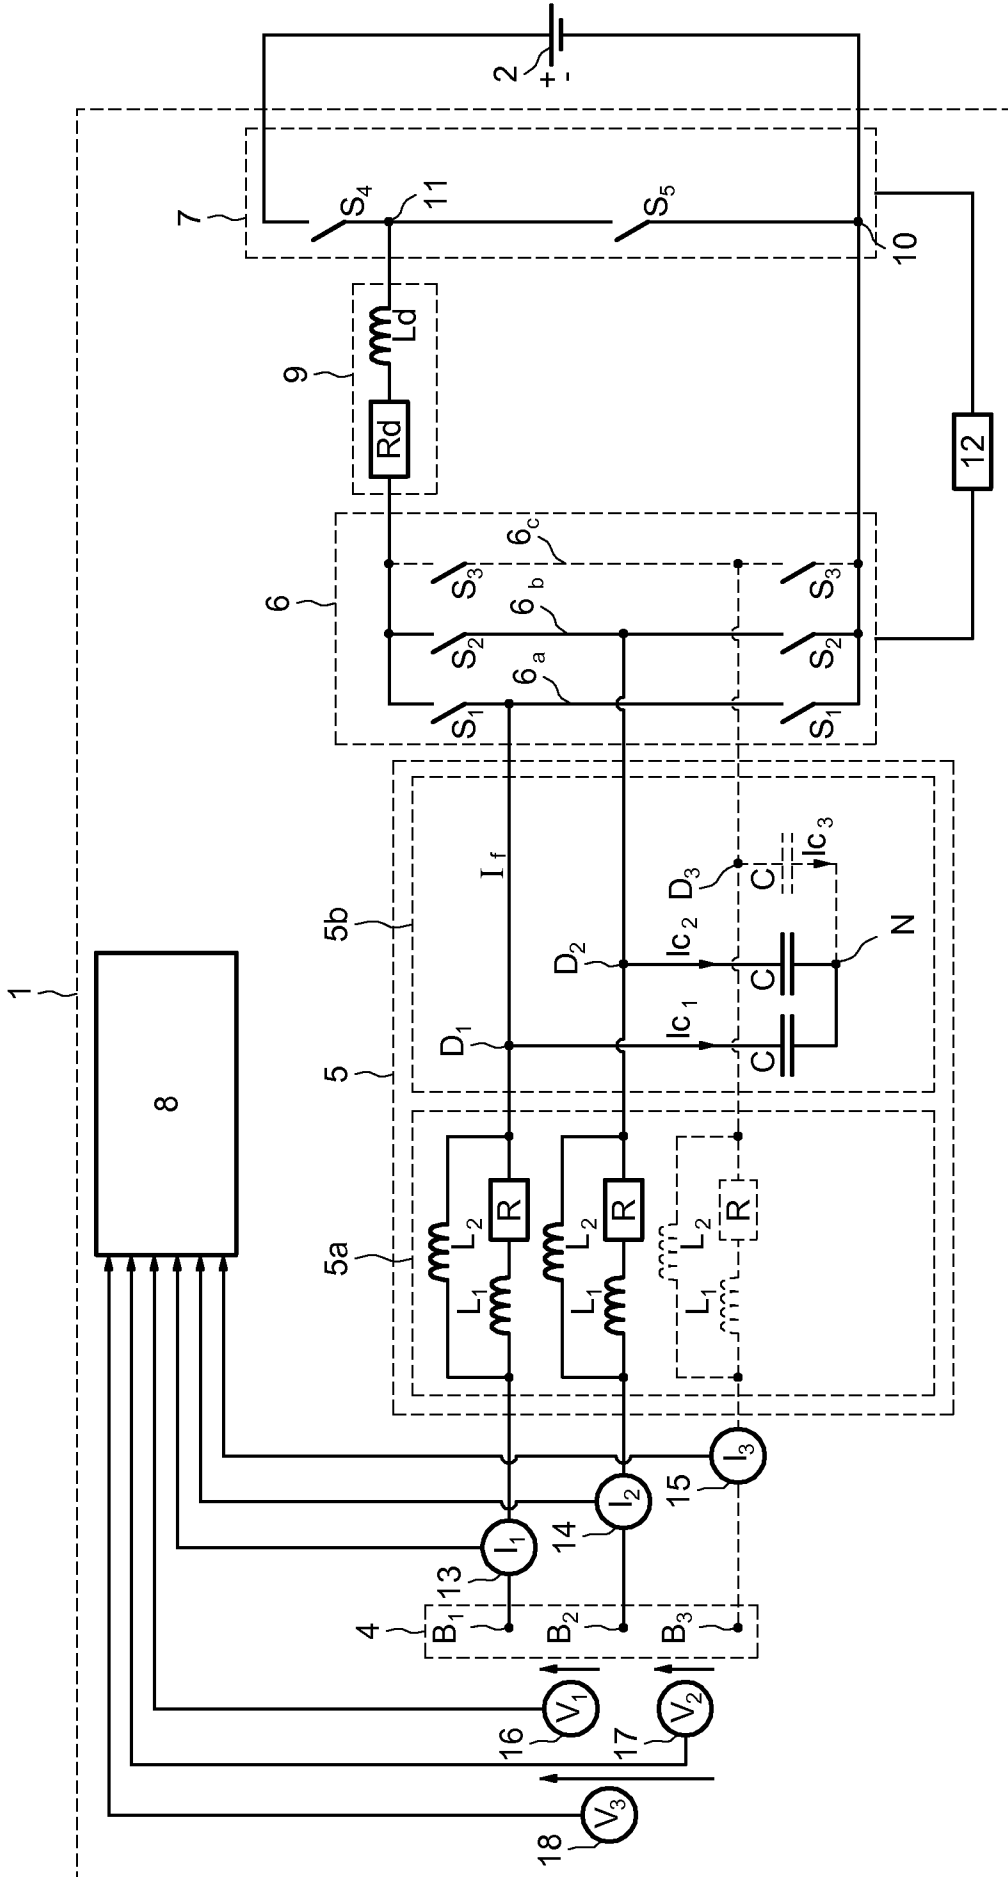 1
8
2
+ -
7
S4
11
S5
10
9
Ld
Rd
12
6
6c
6b
6a
S3
S2
S1
S3
S2
S1
5
5b
If
D1
D2
D3
Ic1
Ic2
Ic3
C
C
C
N
5a
L2
L1
R
L2
L1
R
L2
L1
R
I1
13
I2
14
I3
15
4
B1
B2
B3
V1
16
V2
17
V3
18